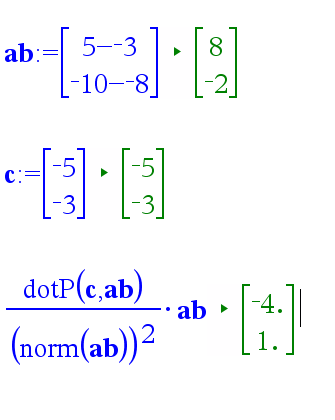 ab:=[5−⁻3; ⁻10−⁻8] ▸ [8; ⁻2]
c:=[⁻5; ⁻3] ▸ [⁻5; ⁻3]
dotP(c,ab)/(norm(ab))² · ab ▸ [⁻4.; 1.]